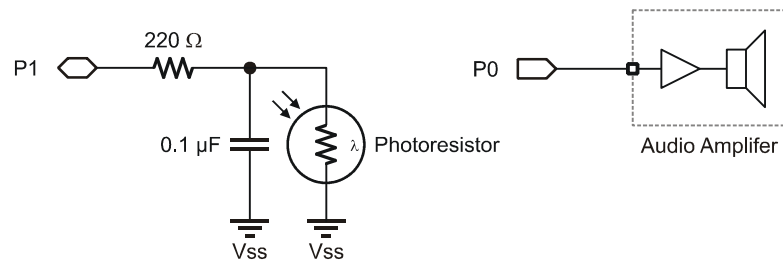 220 Ω
P1
P0
0.1 µF
λ
Photoresistor
Audio Amplifer
Vss
Vss